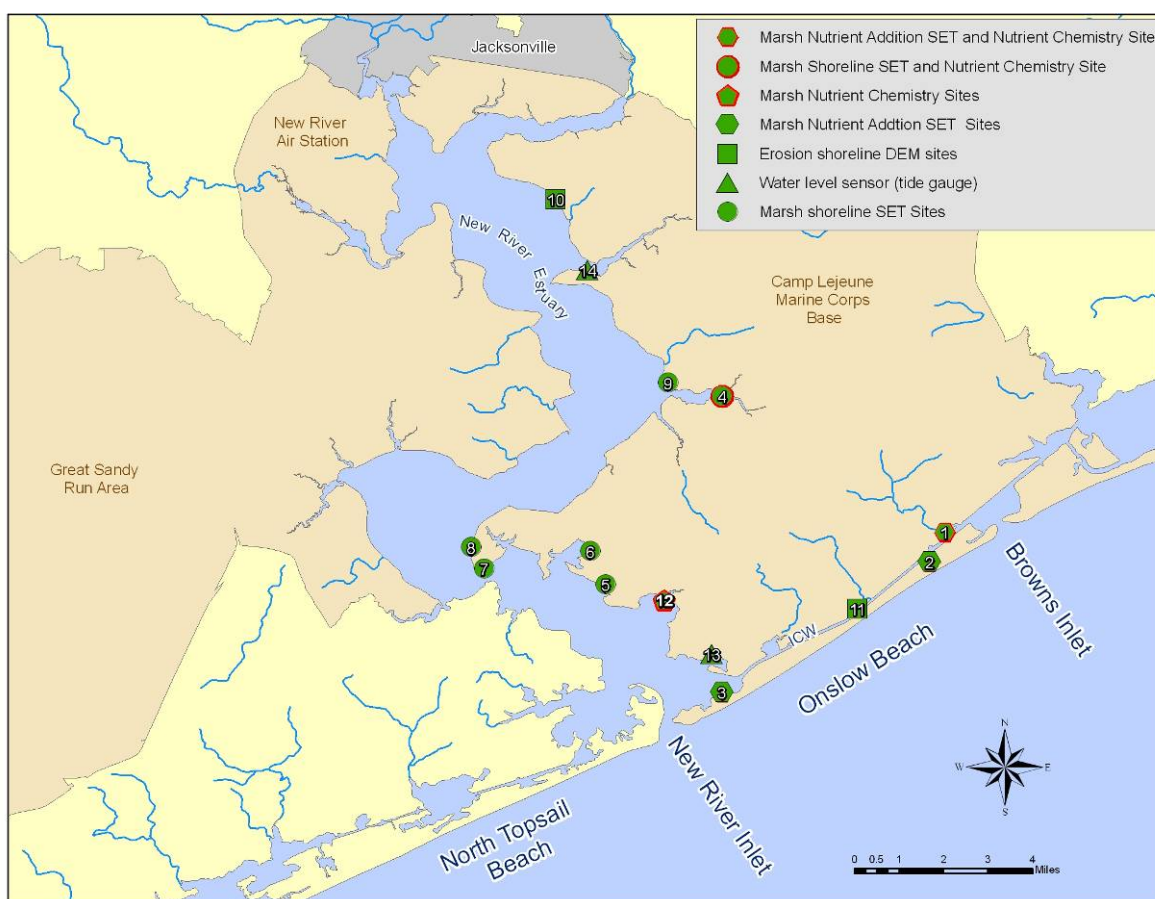 Jacksonville
New River
Air Station
Marsh Nutrient Addition SET and Nutrient Chemistry Site
Marsh Shoreline SET and Nutrient Chemistry Site
Marsh Nutrient Chemistry Sites
Marsh Nutrient Addtion SET Sites
Erosion shoreline DEM sites
Water level sensor (tide gauge)
Marsh shoreline SET Sites
10
New River
Estuary
14
Camp Lejeune
Marine Corps
Base
9
4
Great Sandy
Run Area
8
7
6
5
12
1
2
11
13
3
ICW
Browns Inlet
Onslow Beach
New River Inlet
North Topsail
Beach
N
W
E
S
0 0.5 1 2 3 4
Miles